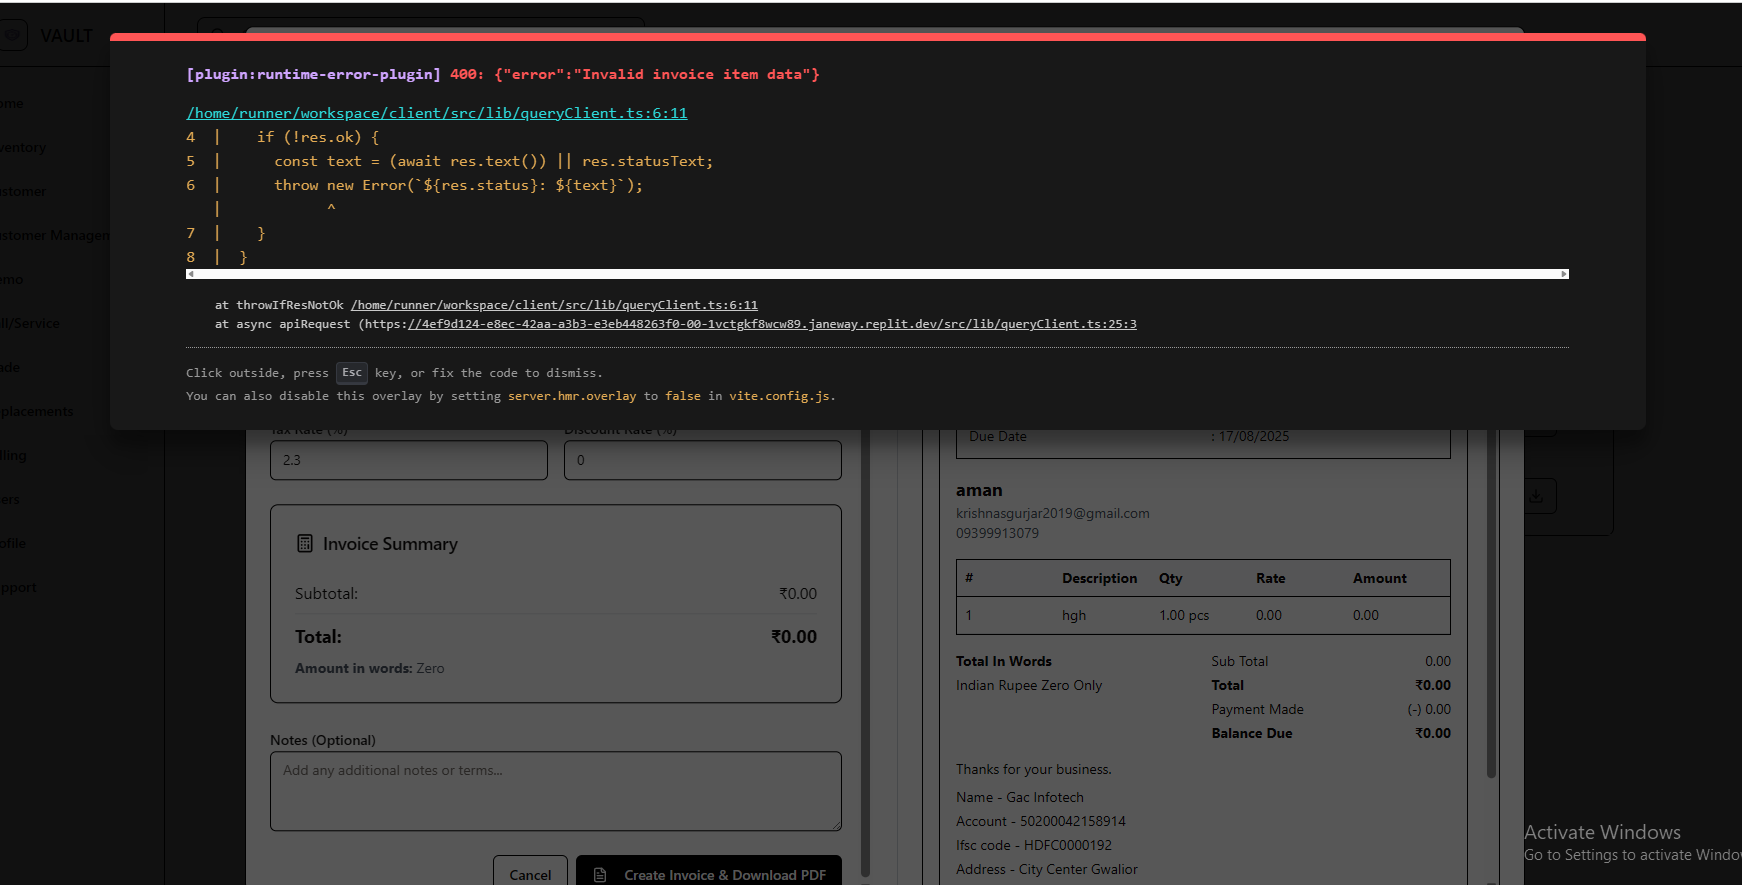 VAULT
[plugin:runtime-error-plugin] 400: {"error":"Invalid invoice item data"}
/home/runner/workspace/client/src/lib/queryClient.ts:6:11
4  |    if (!res.ok) {
5  |      const text = (await res.text()) || res.statusText;
6  |      throw new Error(`${res.status}: ${text}`);
   |            ^
7  |    }
8  |  }
at throwIfResNotOk /home/runner/workspace/client/src/lib/queryClient.ts:6:11
at async apiRequest (https://4ef9d124-e8ec-42aa-a3b3-e3eb448263f0-00-1vctgkf8wcw89.janeway.replit.dev/src/lib/queryClient.ts:25:3
Click outside, press Esc key, or fix the code to dismiss.
You can also disable this overlay by setting server.hmr.overlay to false in vite.config.js.
ome
ventory
ustomer
ustomer Managen
emo
ll/Service
ade
placements
lling
ers
ofile
pport
Tax Rate (%)
Discount Rate (%)
2.3
0
Invoice Summary
Subtotal: ₹0.00
Total: ₹0.00
Amount in words: Zero
Notes (Optional)
Add any additional notes or terms...
Cancel
Create Invoice & Download PDF
Due Date : 17/08/2025
aman
krishnasgurjar2019@gmail.com
09399913079
# Description Qty Rate Amount
1 hgh 1.00 pcs 0.00 0.00
Total In Words
Indian Rupee Zero Only
Sub Total 0.00
Total ₹0.00
Payment Made (-) 0.00
Balance Due ₹0.00
Thanks for your business.
Name - Gac Infotech
Account - 50200042158914
Ifsc code - HDFC0000192
Address - City Center Gwalior
Activate Windows
Go to Settings to activate Windo